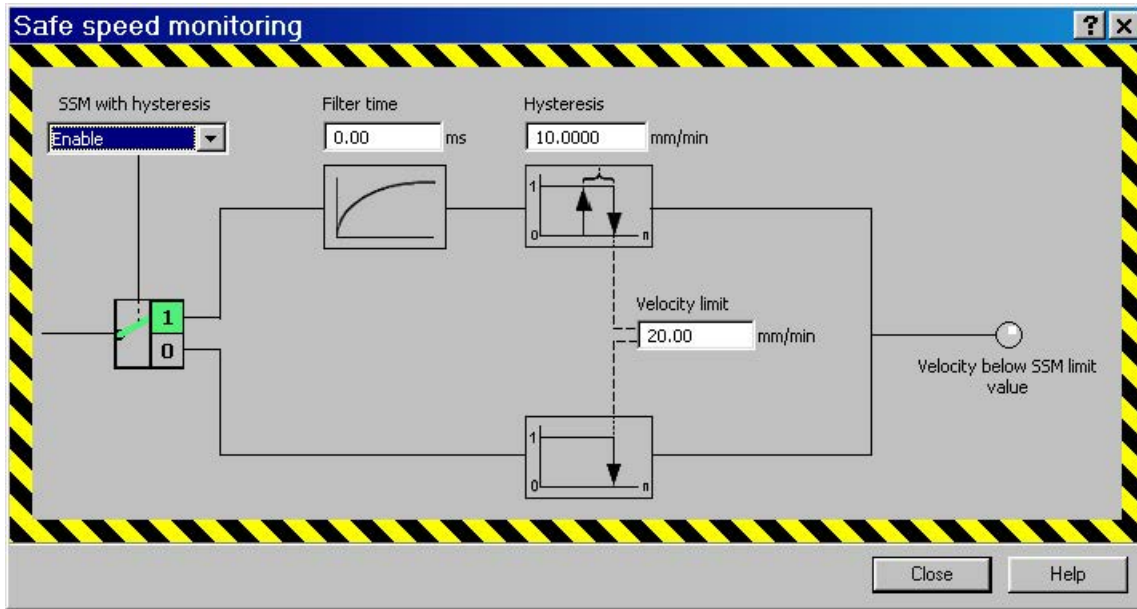 Safe speed monitoring
? ×
SSM with hysteresis
Enable
Filter time
0.00 ms
Hysteresis
10.0000 mm/min
1
0 n
1
0
Velocity limit
20.00 mm/min
Velocity below SSM limit
value
1
0 n
Close Help